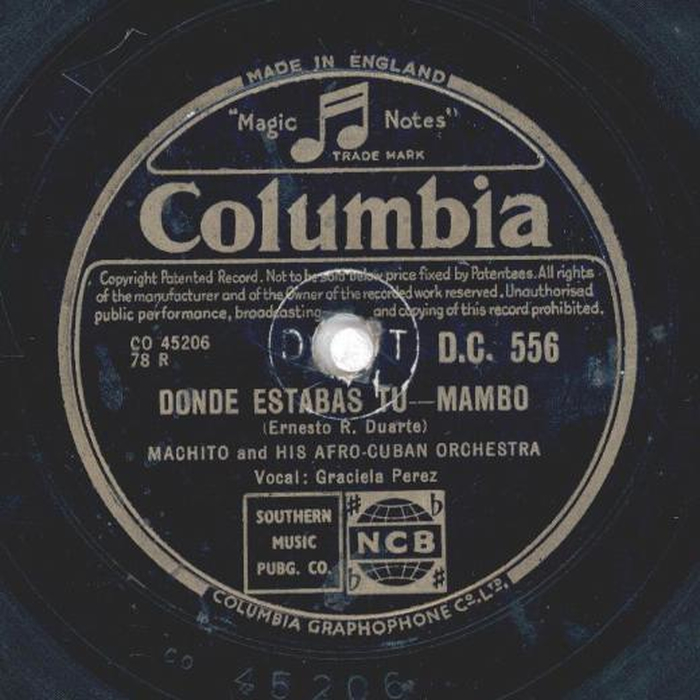 MADE IN ENGLAND
"Magic Notes"
TRADE MARK
Columbia
Copyright Patented Record. Not to be sold below price fixed by Patentees. All rights
of the manufacturer and of the Owner of the recorded work reserved. Unauthorised
public performance, broadcasting and copying of this record prohibited.
CO 45206
78 R
D.C. 556
DONDE ESTABAS TU—MAMBO
(Ernesto R. Duarte)
MACHITO and HIS AFRO-CUBAN ORCHESTRA
Vocal: Graciela Perez
SOUTHERN
MUSIC
PUBG. CO.
NCB
COLUMBIA GRAPHOPHONE CO. LTD.
CO 45206